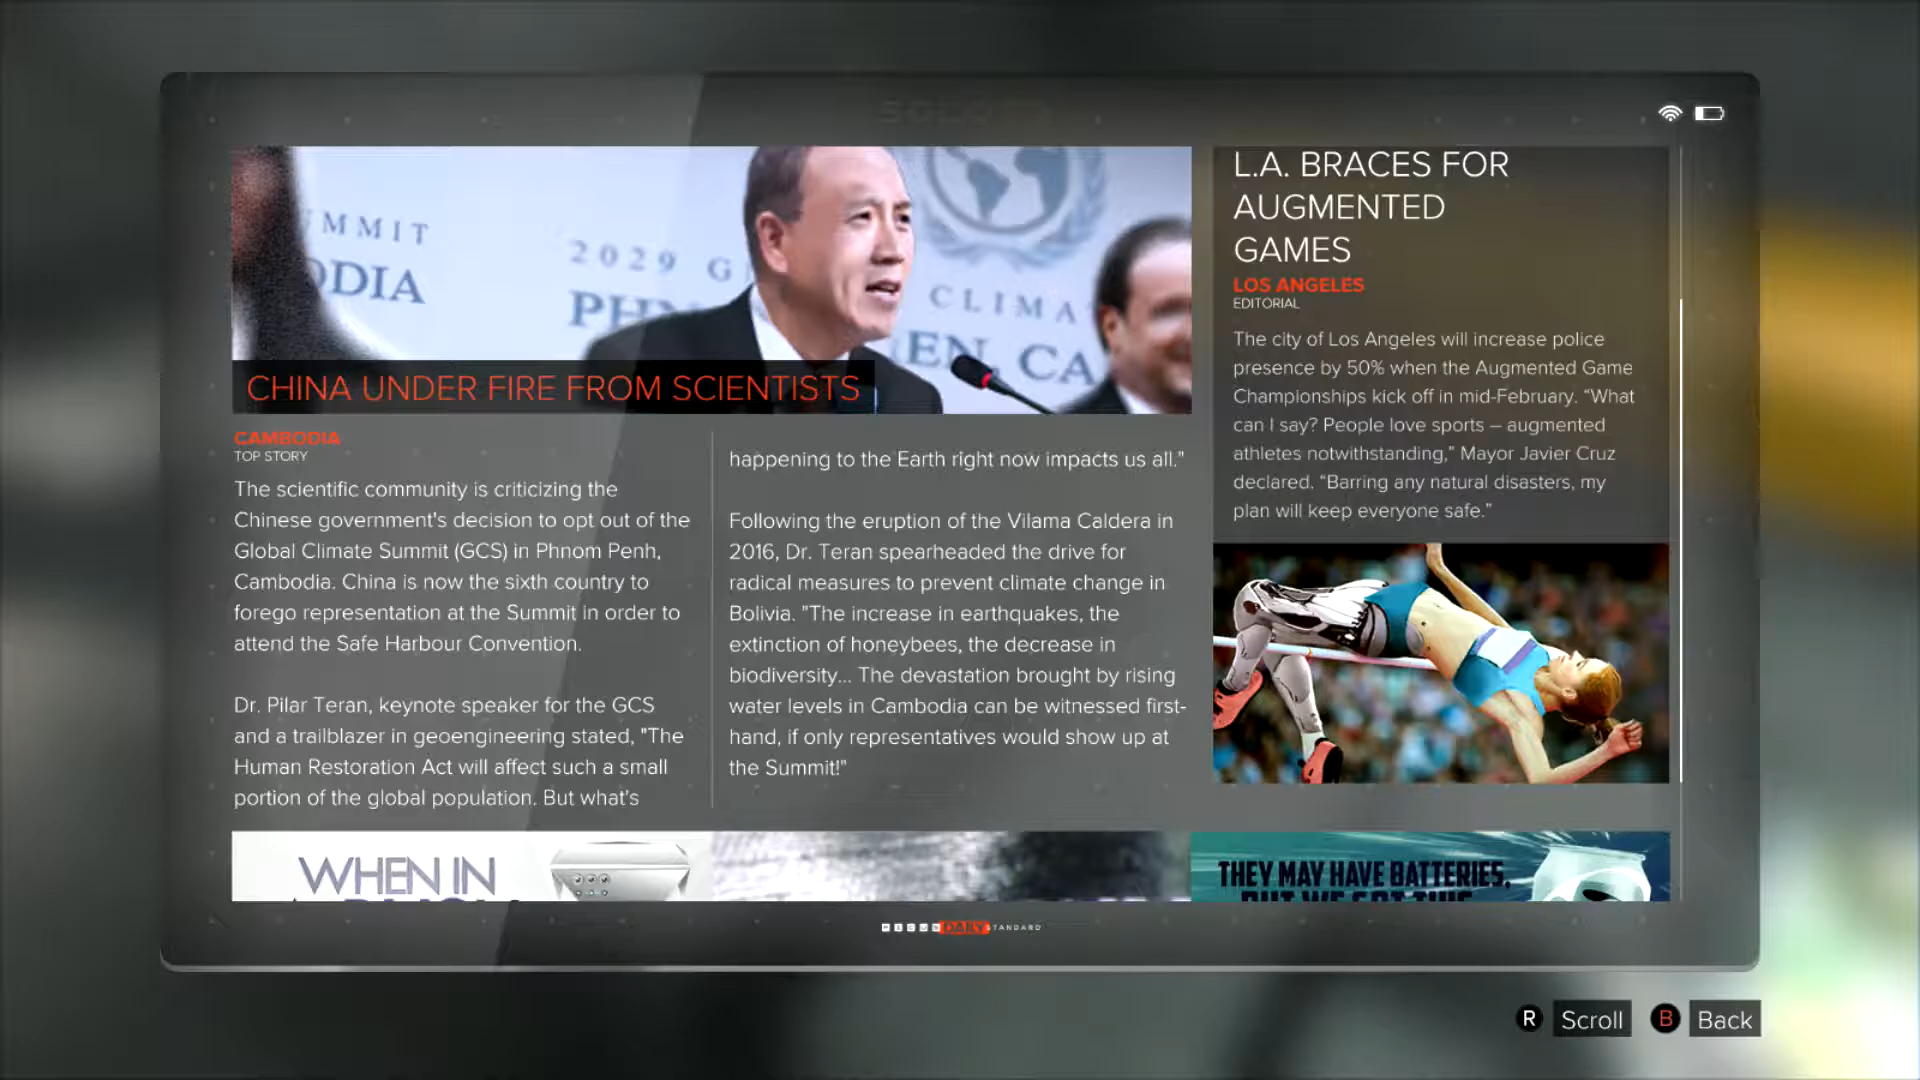 UMMIT
ODIA
2029 G
CLIMA
PH
EN, CA
CHINA UNDER FIRE FROM SCIENTISTS
CAMBODIA
TOP STORY
The scientific community is criticizing the
Chinese government's decision to opt out of the
Global Climate Summit (GCS) in Phnom Penh,
Cambodia. China is now the sixth country to
forego representation at the Summit in order to
attend the Safe Harbour Convention.
Dr. Pilar Teran, keynote speaker for the GCS
and a trailblazer in geoengineering stated, "The
Human Restoration Act will affect such a small
portion of the global population. But what's
happening to the Earth right now impacts us all."
Following the eruption of the Vilama Caldera in
2016, Dr. Teran spearheaded the drive for
radical measures to prevent climate change in
Bolivia. "The increase in earthquakes, the
extinction of honeybees, the decrease in
biodiversity... The devastation brought by rising
water levels in Cambodia can be witnessed first-
hand, if only representatives would show up at
the Summit!"
L.A. BRACES FOR
AUGMENTED
GAMES
LOS ANGELES
EDITORIAL
The city of Los Angeles will increase police
presence by 50% when the Augmented Game
Championships kick off in mid-February. “What
can I say? People love sports – augmented
athletes notwithstanding,” Mayor Javier Cruz
declared. “Barring any natural disasters, my
plan will keep everyone safe.”
WHEN IN
THEY MAY HAVE BATTERIES,
BUT WE GOT THIS
PICUS DAILY STANDARD
R Scroll B Back